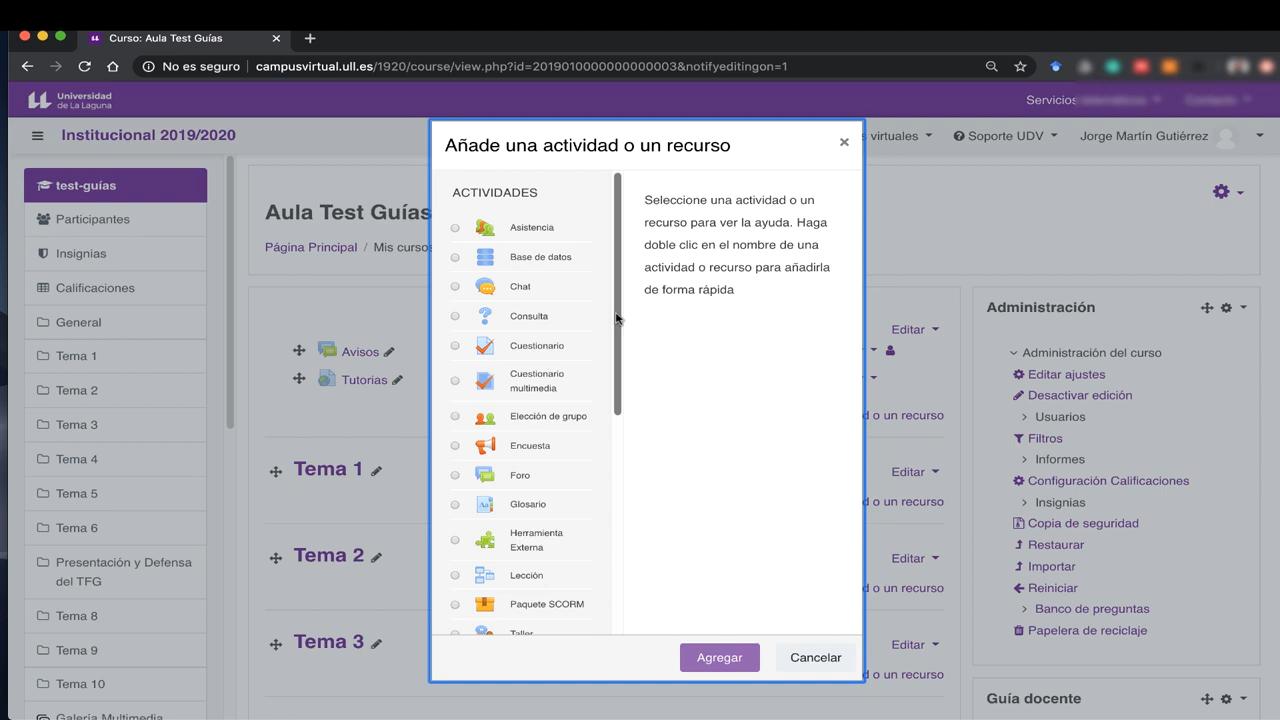 Curso: Aula Test Guías
No es seguro
campusvirtual.ull.es/1920/course/view.php?id=2019010000000000003&notifyeditingon=1
Universidad
de La Laguna
Servicios
Institucional 2019/2020
s virtuales
Soporte UDV
Jorge Martín Gutiérrez
test-guías
Participantes
Insignias
Calificaciones
General
Tema 1
Tema 2
Tema 3
Tema 4
Tema 5
Tema 6
Presentación y Defensa
del TFG
Tema 8
Tema 9
Tema 10
Galería Multimedia
Aula Test Guías
Página Principal / Mis cursos
Avisos
Tutorias
Editar
d o un recurso
Tema 1
Editar
d o un recurso
Tema 2
Editar
d o un recurso
Tema 3
Editar
d o un recurso
Añade una actividad o un recurso
ACTIVIDADES
Asistencia
Base de datos
Chat
Consulta
Cuestionario
Cuestionario
multimedia
Elección de grupo
Encuesta
Foro
Glosario
Herramienta
Externa
Lección
Paquete SCORM
Taller
Seleccione una actividad o un
recurso para ver la ayuda. Haga
doble clic en el nombre de una
actividad o recurso para añadirla
de forma rápida
Agregar
Cancelar
Administración
Administración del curso
Editar ajustes
Desactivar edición
Usuarios
Filtros
Informes
Configuración Calificaciones
Insignias
Copia de seguridad
Restaurar
Importar
Reiniciar
Banco de preguntas
Papelera de reciclaje
Guía docente